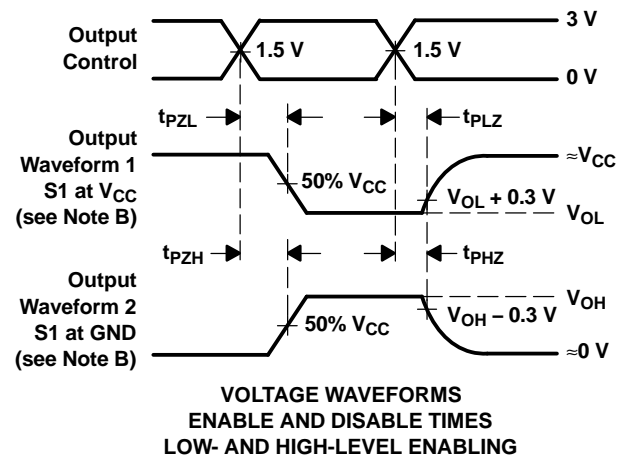 Output
Control
1.5 V
1.5 V
3 V
0 V
tPZL
tPLZ
Output
Waveform 1
S1 at VCC
(see Note B)
50% VCC
VOL + 0.3 V
≈VCC
VOL
tPZH
tPHZ
Output
Waveform 2
S1 at GND
(see Note B)
50% VCC
VOH − 0.3 V
VOH
≈0 V
VOLTAGE WAVEFORMS
ENABLE AND DISABLE TIMES
LOW- AND HIGH-LEVEL ENABLING